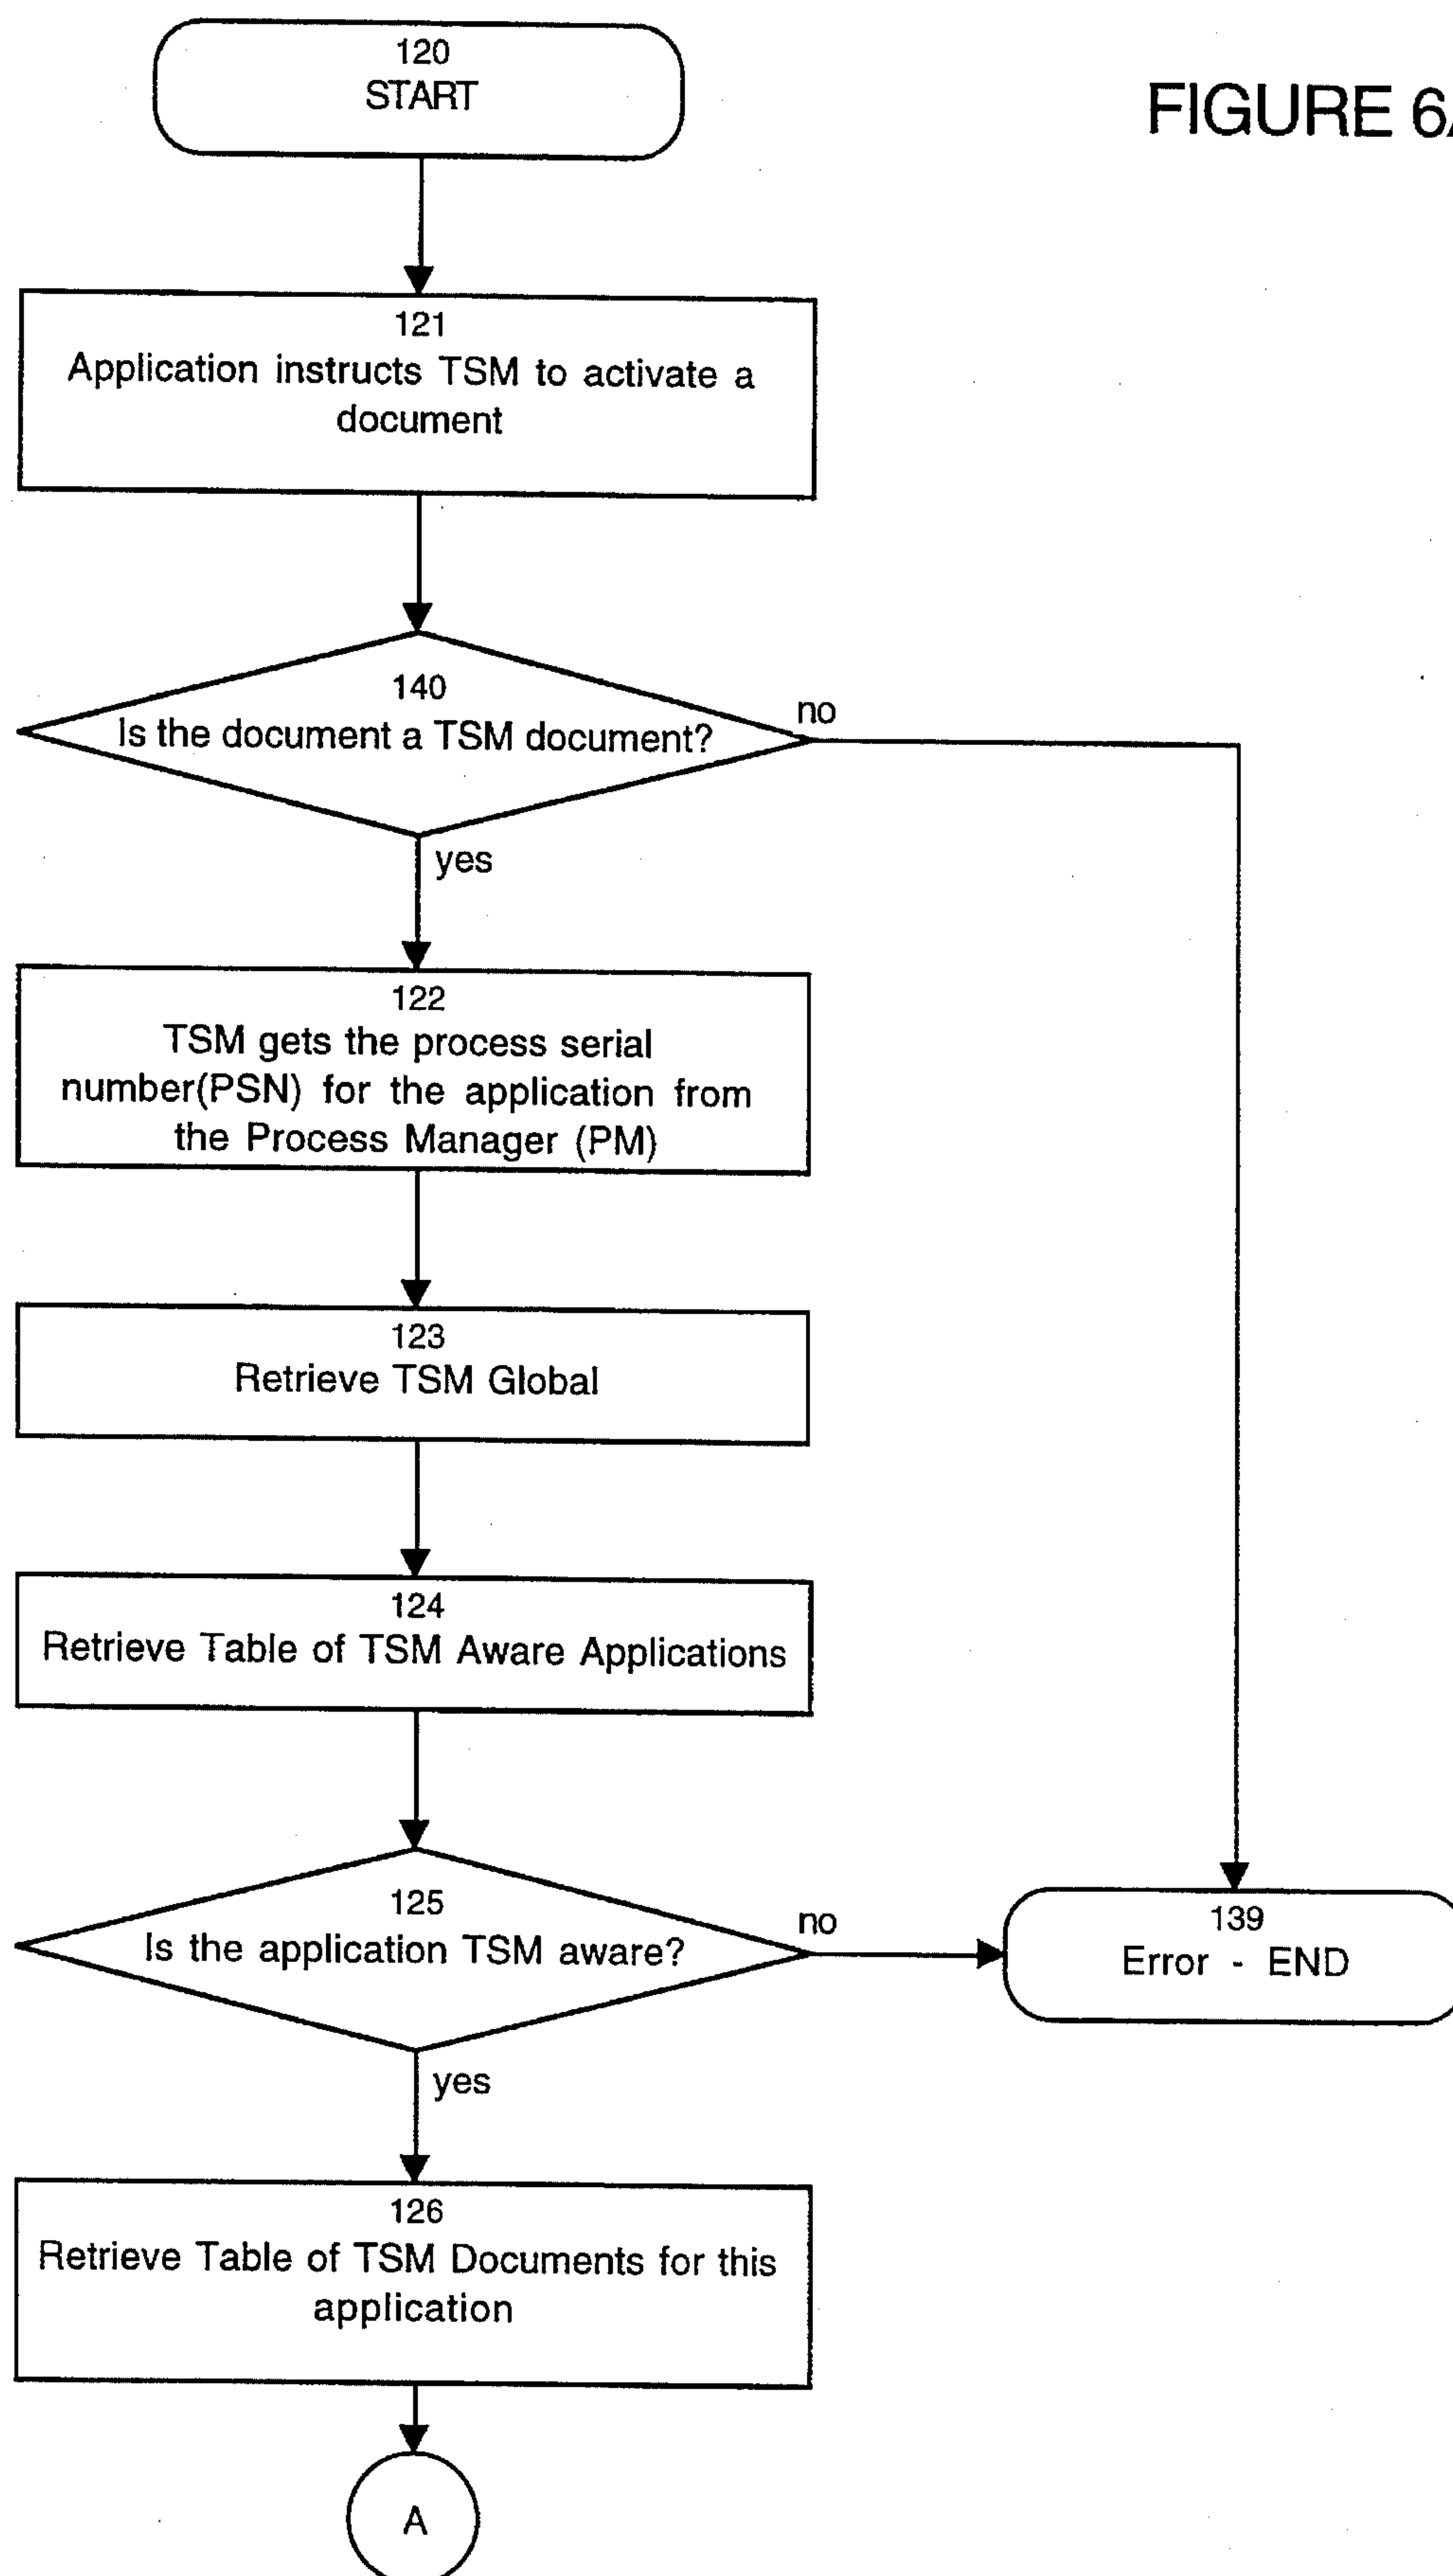 120
START
FIGURE 6A
121
Application instructs TSM to activate a
document
140
Is the document a TSM document?
no
yes
122
TSM gets the process serial
number(PSN) for the application from
the Process Manager (PM)
123
Retrieve TSM Global
124
Retrieve Table of TSM Aware Applications
125
Is the application TSM aware?
no
139
Error - END
yes
126
Retrieve Table of TSM Documents for this
application
A